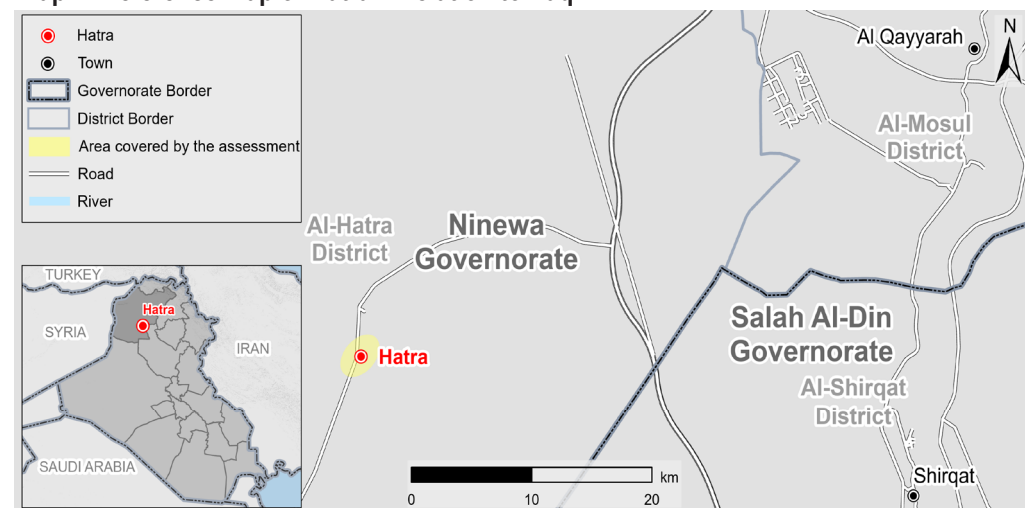 Hatra
Town
Governorate Border
District Border
Area covered by the assessment
Road
River
TURKEY
SYRIA
Hatra
IRAN
SAUDI ARABIA
Al Qayyarah
N
Al-Mosul
District
Al-Hatra
District
Ninewa
Governorate
Salah Al-Din
Governorate
Hatra
Al-Shirqat
District
Shirqat
km
0
10
20